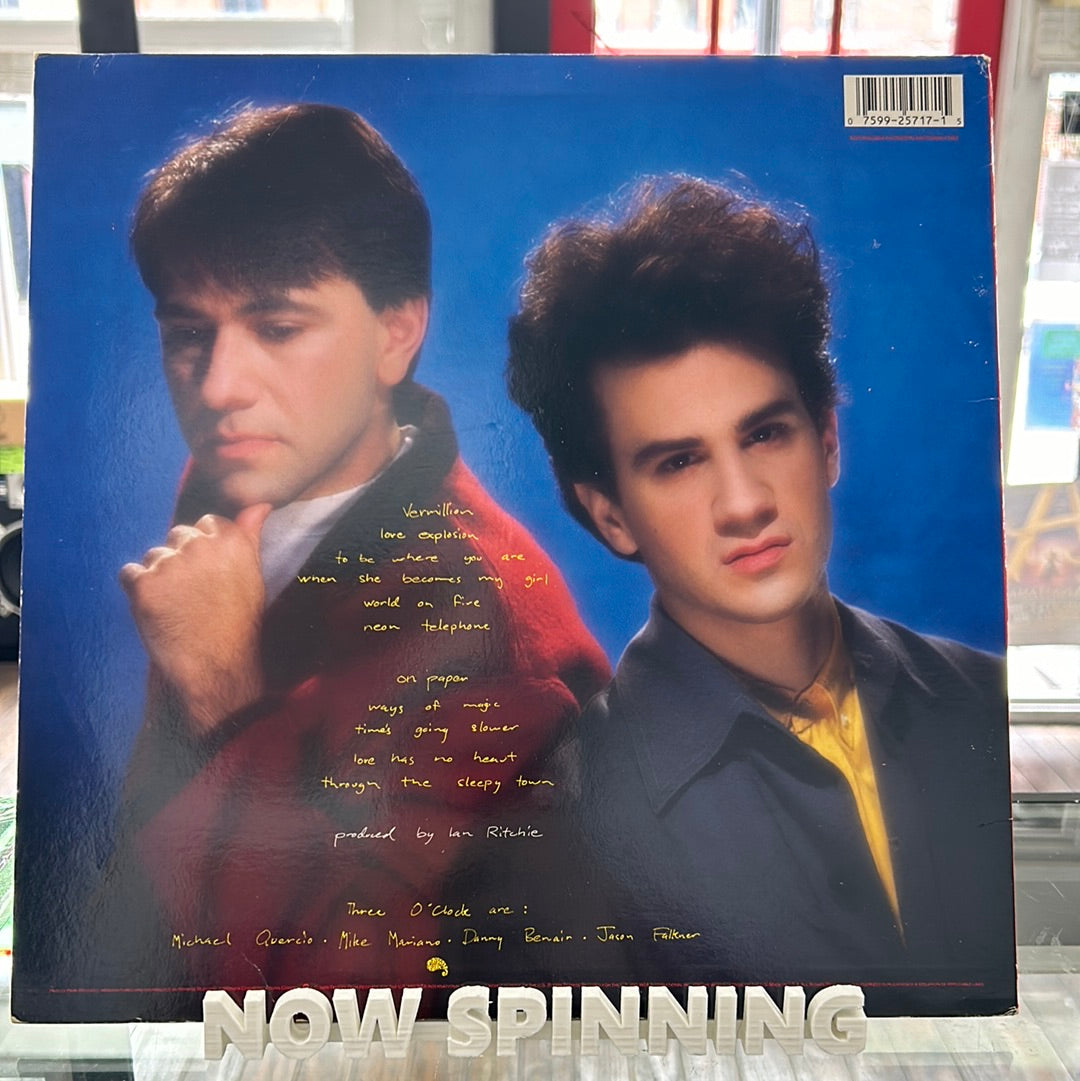 0 7599-25717-1 5
Vermillion
love explosion
to be where you are
when she becomes my girl
world on fire
neon telephone
on paper
ways of magic
time's going slower
love has no heart
through the sleepy town
produced by Ian Ritchie
Three O'Clock are:
Michael Quercio · Mike Mariano · Danny Benair · Jason Falkner
NOW SPINNING